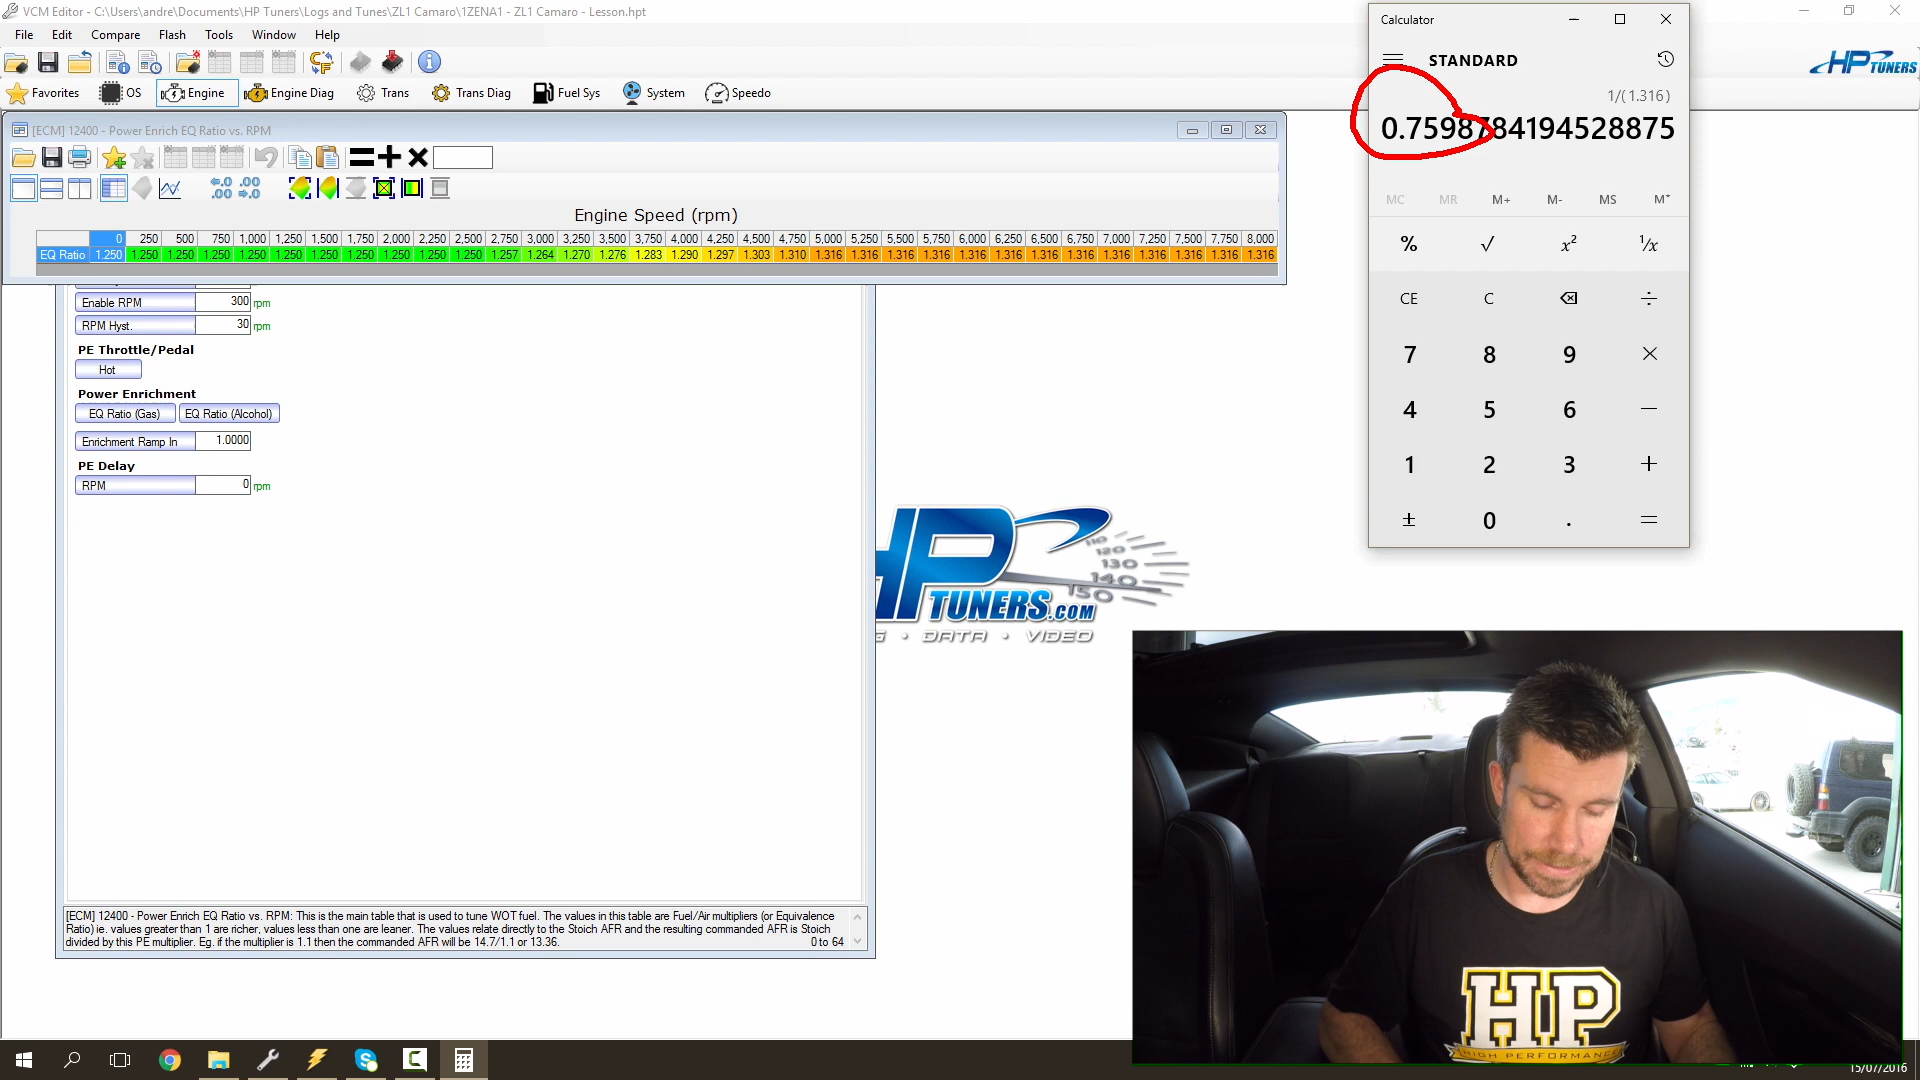 VCM Editor - C:\Users\andre\Documents\HP Tuners\Logs and Tunes\ZL1 Camaro\1ZENA1 - ZL1 Camaro - Lesson.hpt
File Edit Compare Flash Tools Window Help
HP TUNERS
Favorites OS Engine Engine Diag Trans Trans Diag Fuel Sys System Speedo
[ECM] 12400 - Power Enrich EQ Ratio vs. RPM
Engine Speed (rpm)
0 250 500 750 1,000 1,250 1,500 1,750 2,000 2,250 2,500 2,750 3,000 3,250 3,500 3,750 4,000 4,250 4,500 4,750 5,000 5,250 5,500 5,750 6,000 6,250 6,500 6,750 7,000 7,250 7,500 7,750 8,000
EQ Ratio 1.250 1.250 1.250 1.250 1.250 1.250 1.250 1.250 1.250 1.250 1.250 1.257 1.264 1.270 1.276 1.283 1.290 1.297 1.303 1.310 1.316 1.316 1.316 1.316 1.316 1.316 1.316 1.316 1.316 1.316 1.316 1.316 1.316
Enable RPM 300 rpm
RPM Hyst. 30 rpm
PE Throttle/Pedal
Hot
Power Enrichment
EQ Ratio (Gas) EQ Ratio (Alcohol)
Enrichment Ramp In 1.0000
PE Delay
RPM 0 rpm
[ECM] 12400 - Power Enrich EQ Ratio vs. RPM: This is the main table that is used to tune WOT fuel. The values in this table are Fuel/Air multipliers (or Equivalence
Ratio) ie. values greater than 1 are richer, values less than one are leaner. The values relate directly to the Stoich AFR and the resulting commanded AFR is Stoich
divided by this PE multiplier. Eg. if the multiplier is 1.1 then the commanded AFR will be 14.7/1.1 or 13.36. 0 to 64
110
120
130
140
150
HP TUNERS.COM
DATA · VIDEO
Calculator
STANDARD
1/(1.316)
0.7598784194528875
MC MR M+ M- MS M˅
% √ x² ¹/x
CE C ÷
7 8 9 ×
4 5 6 −
1 2 3 +
± 0 . =
HP
HIGH PERFORMANCE
15/07/2016